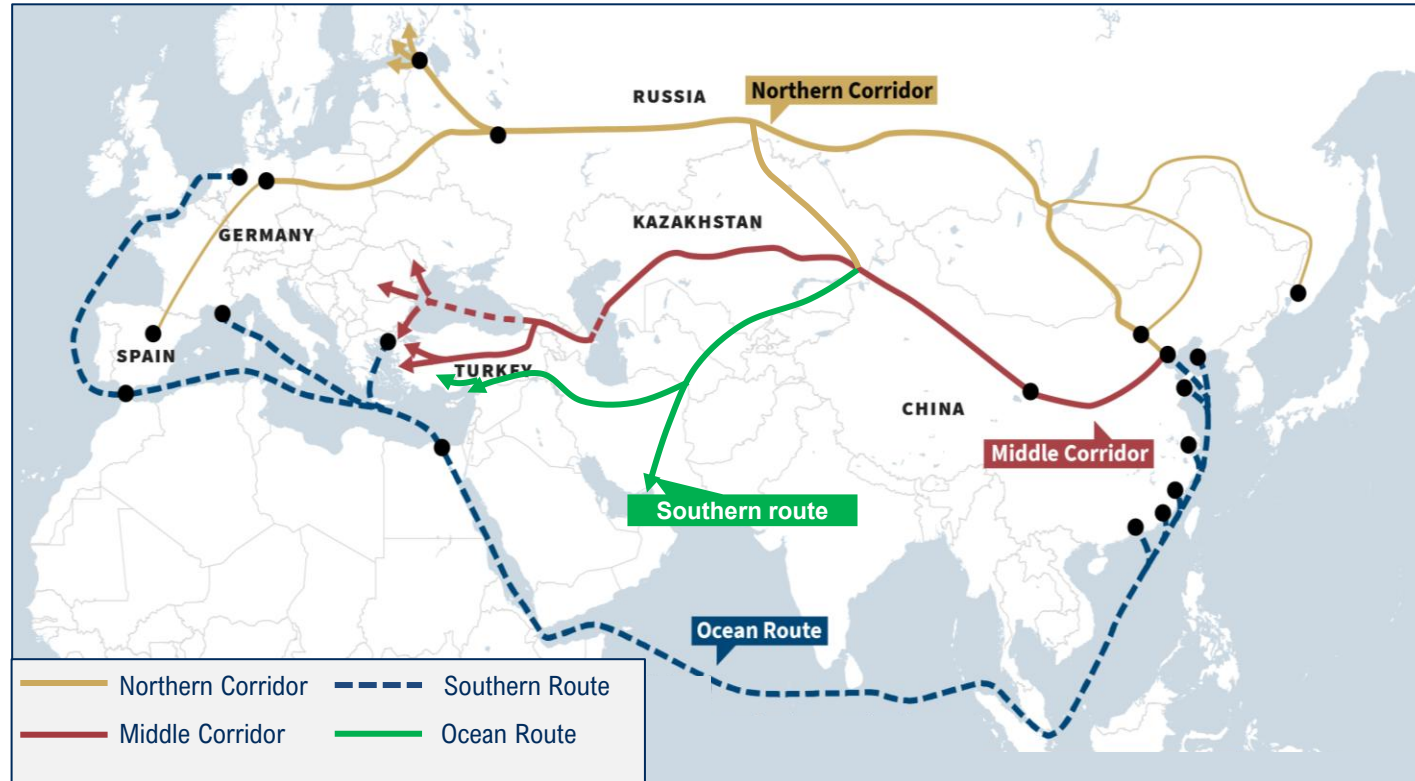 RUSSIA
Northern Corridor
KAZAKHSTAN
GERMANY
SPAIN
TURKEY
CHINA
Middle Corridor
Southern route
Ocean Route
Northern Corridor
Southern Route
Middle Corridor
Ocean Route